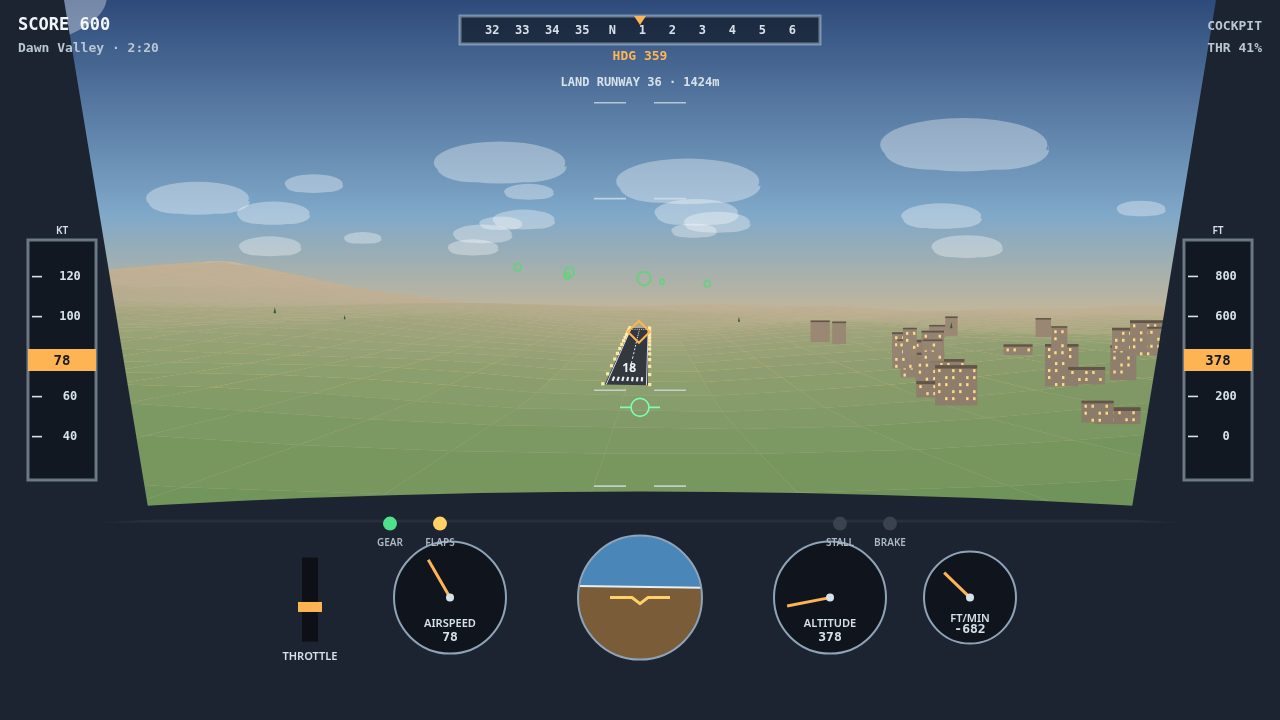 SCORE 600
Dawn Valley · 2:20
32 33 34 35 N 1 2 3 4 5 6
HDG 359
LAND RUNWAY 36 · 1424m
COCKPIT
THR 41%
KT
120
100
78
60
40
FT
800
600
378
200
0
18
GEAR FLAPS STALL BRAKE
THROTTLE
AIRSPEED
78
ALTITUDE
378
FT/MIN
-682